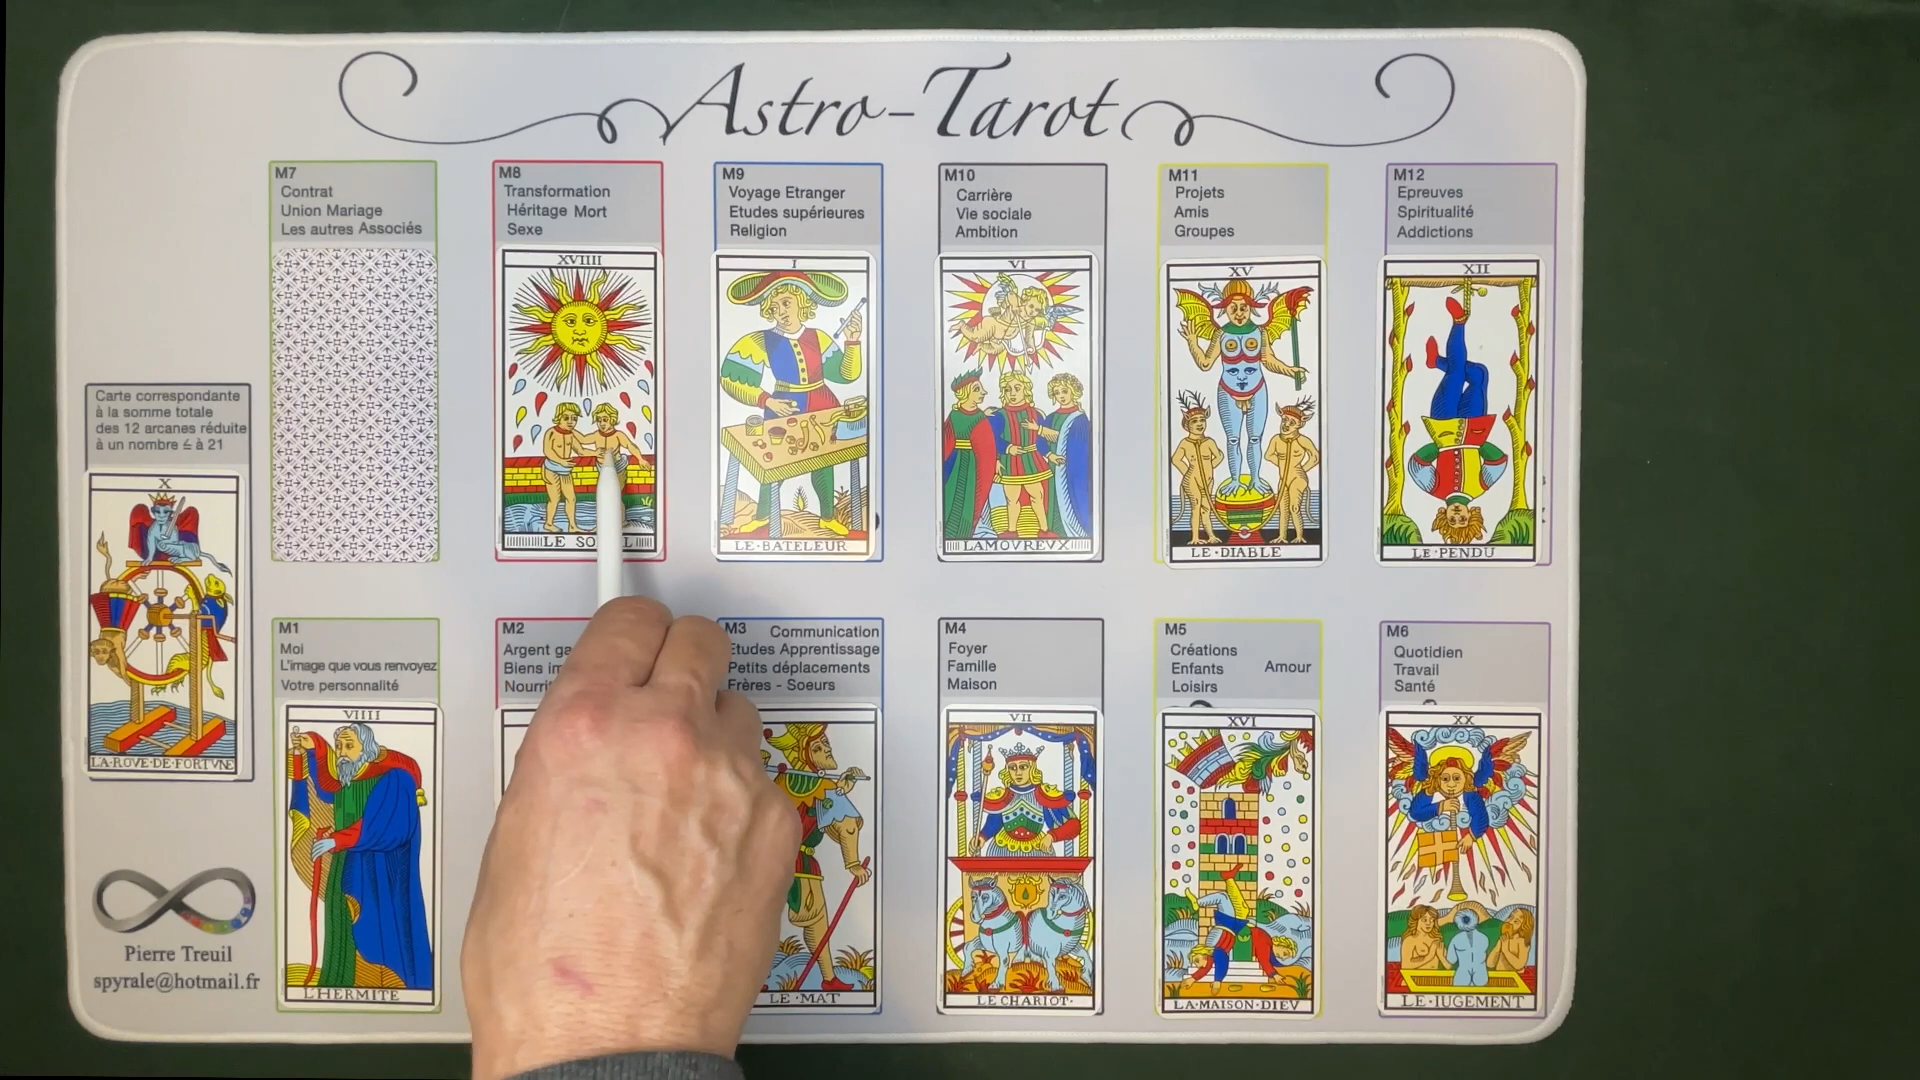 Astro-Tarot
M7
Contrat
Union Mariage
Les autres Associés
M8
Transformation
Héritage Mort
Sexe
XVIIII
LE SO L
M9
Voyage Etranger
Etudes supérieures
Religion
I
LE·BATELEUR
M10
Carrière
Vie sociale
Ambition
VI
LAMOVREVX
M11
Projets
Amis
Groupes
XV
LE·DIABLE
M12
Epreuves
Spiritualité
Addictions
XII
LE·PENDU
Carte correspondante
à la somme totale
des 12 arcanes réduite
à un nombre ≤ à 21
X
LA·ROVE·DE·FORTVNE
M1
Moi
L'image que vous renvoyez
Votre personnalité
VIIII
L'HERMITE
M2
Argent
Biens
M3 Communication
Etudes Apprentissage
Petits déplacements
Frères - Soeurs
LE·MAT
M4
Foyer
Famille
Maison
VII
LE CHARIOT·
M5
Créations
Enfants Amour
Loisirs
XVI
LA·MAISON·DIEV
M6
Quotidien
Travail
Santé
XX
LE·IUGEMENT
Pierre Treuil
spyrale@hotmail.fr